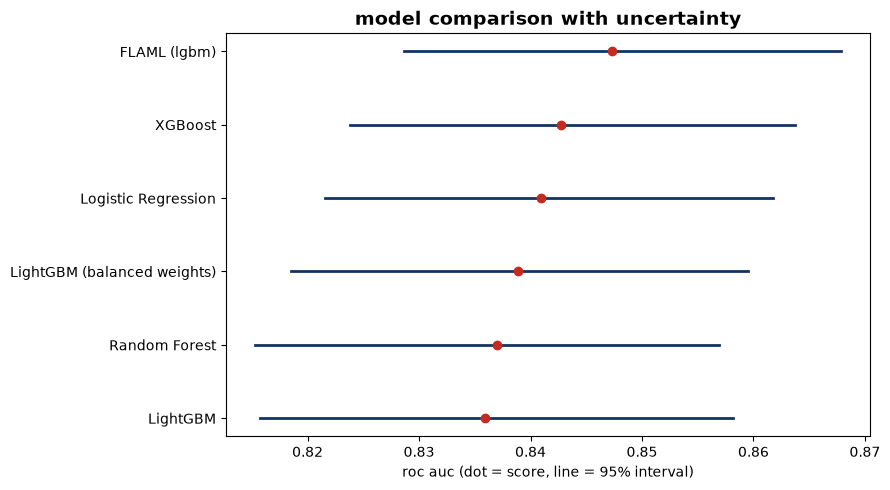 model comparison with uncertainty
FLAML (lgbm)
XGBoost
Logistic Regression
LightGBM (balanced weights)
Random Forest
LightGBM
0.82 0.83 0.84 0.85 0.86 0.87
roc auc (dot = score, line = 95% interval)